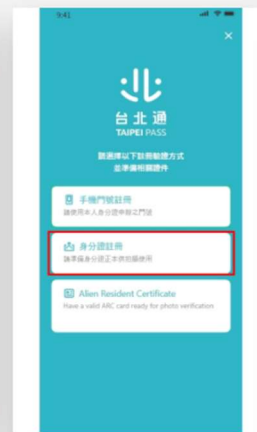 9:41
台北通
TAIPEI PASS
請選擇以下註冊驗證方式
並準備相關證件
手機門號註冊
請使用本人身分證申辦之門號
身分證註冊
請準備身分證正本供拍攝使用
Alien Resident Certificate
Have a valid ARC card ready for photo verification